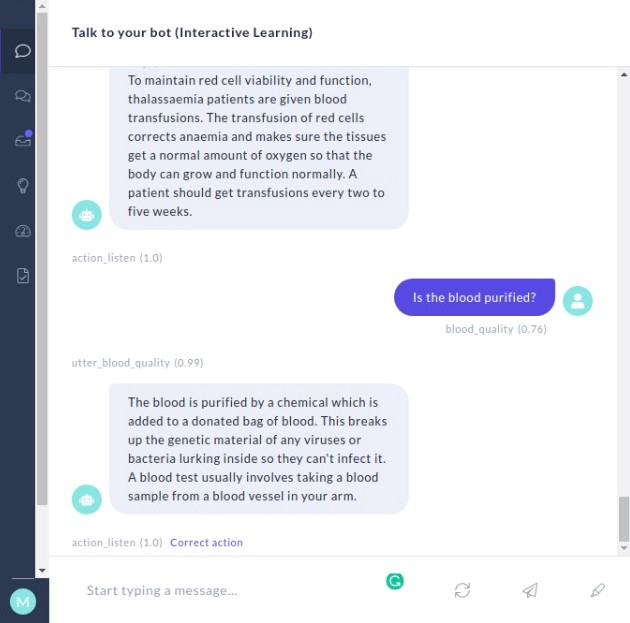 Talk to your bot (Interactive Learning)
To maintain red cell viability and function,
thalassaemia patients are given blood
transfusions. The transfusion of red cells
corrects anaemia and makes sure the tissues
get a normal amount of oxygen so that the
body can grow and function normally. A
patient should get transfusions every two to
five weeks.
action_listen (1.0)
Is the blood purified?
blood_quality (0.76)
utter_blood_quality (0.99)
The blood is purified by a chemical which is
added to a donated bag of blood. This breaks
up the genetic material of any viruses or
bacteria lurking inside so they can't infect it.
A blood test usually involves taking a blood
sample from a blood vessel in your arm.
action_listen (1.0) Correct action
Start typing a message...
M